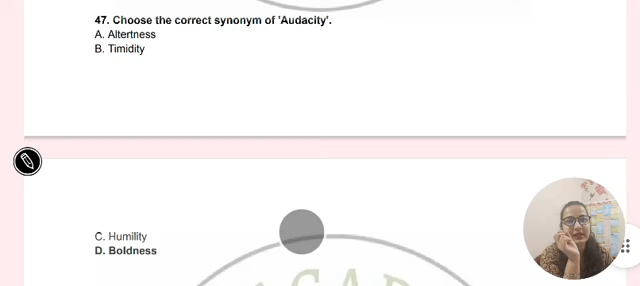 47. Choose the correct synonym of 'Audacity'.
A. Altertness
B. Timidity
C. Humility
D. Boldness